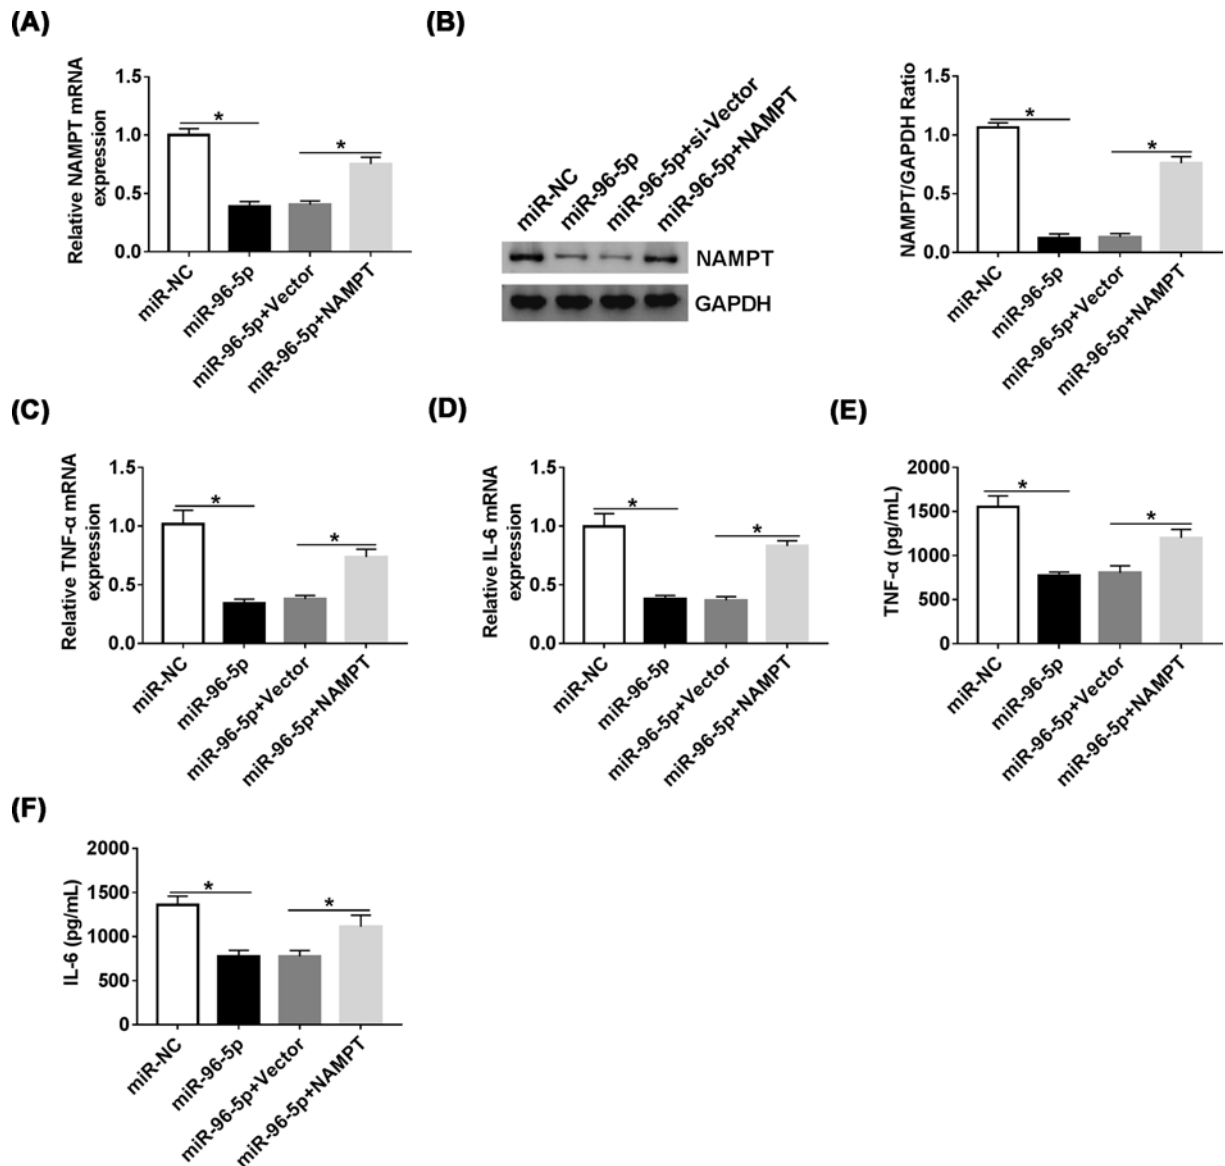 (A)
Relative NAMPT mRNA
expression
1.5
1.0
0.5
0.0
*
*
miR-NC
miR-96-5p
miR-96-5p+Vector
miR-96-5p+NAMPT
(B)
miR-NC
miR-96-5p
miR-96-5p+si-Vector
miR-96-5p+NAMPT
NAMPT
GAPDH
NAMPT/GAPDH Ratio
1.5
1.0
0.5
0.0
*
*
miR-NC
miR-96-5p
miR-96-5p+Vector
miR-96-5p+NAMPT
(C)
Relative TNF-α mRNA
expression
1.5
1.0
0.5
0.0
*
*
miR-NC
miR-96-5p
miR-96-5p+Vector
miR-96-5p+NAMPT
(D)
Relative IL-6 mRNA
expression
1.5
1.0
0.5
0.0
*
*
miR-NC
miR-96-5p
miR-96-5p+Vector
miR-96-5p+NAMPT
(E)
TNF-α (pg/mL)
2000
1500
1000
500
0
*
*
miR-NC
miR-96-5p
miR-96-5p+Vector
miR-96-5p+NAMPT
(F)
IL-6 (pg/mL)
2000
1500
1000
500
0
*
*
miR-NC
miR-96-5p
miR-96-5p+Vector
miR-96-5p+NAMPT